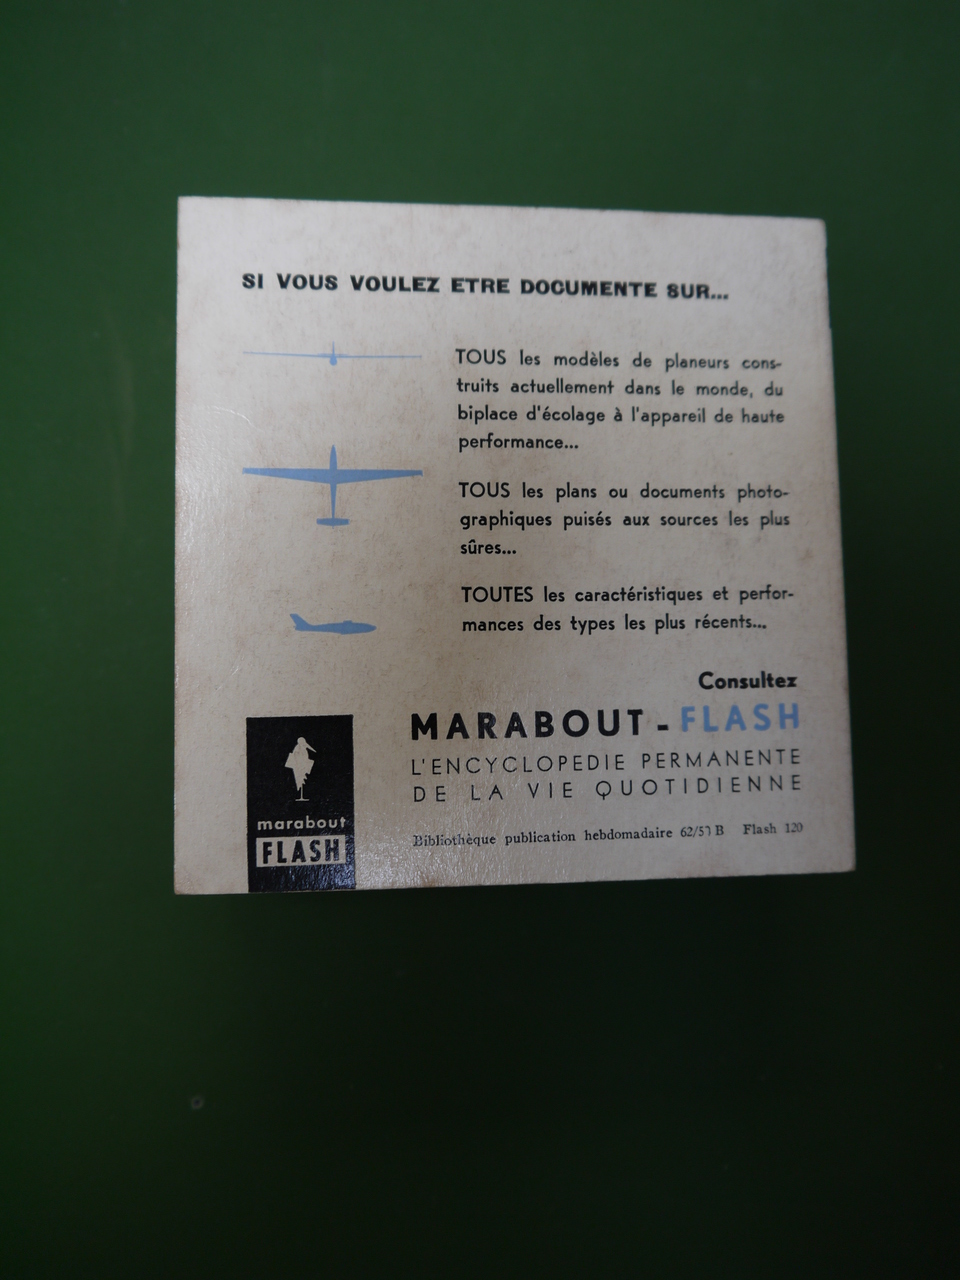 SI VOUS VOULEZ ETRE DOCUMENTE SUR...
TOUS les modèles de planeurs cons-
truits actuellement dans le monde, du
biplace d'écolage à l'appareil de haute
performance...
TOUS les plans ou documents photo-
graphiques puisés aux sources les plus
sûres...
TOUTES les caractéristiques et perfor-
mances des types les plus récents...
Consultez
MARABOUT - FLASH
L'ENCYCLOPEDIE PERMANENTE
DE LA VIE QUOTIDIENNE
Bibliothèque publication hebdomadaire B Flash 120
marabout
FLASH